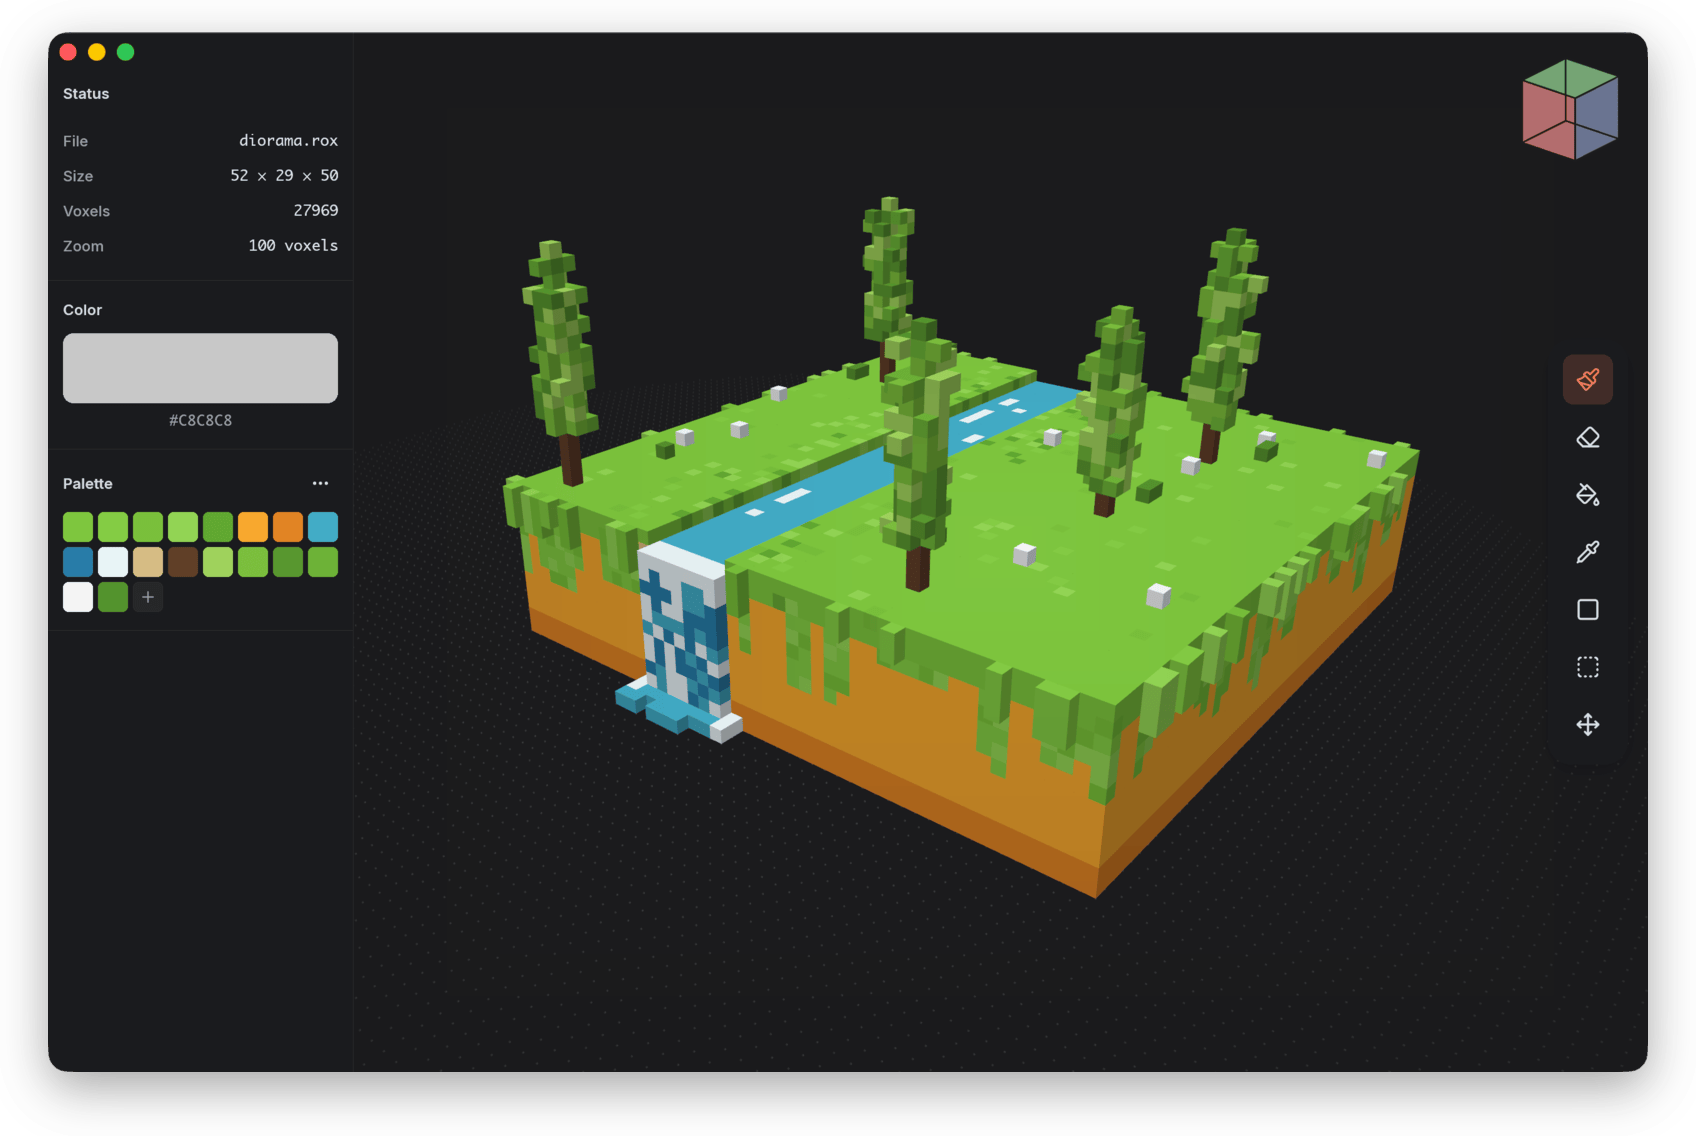 Status
File diorama.rox
Size 52 × 29 × 50
Voxels 27969
Zoom 100 voxels
Color
#C8C8C8
Palette